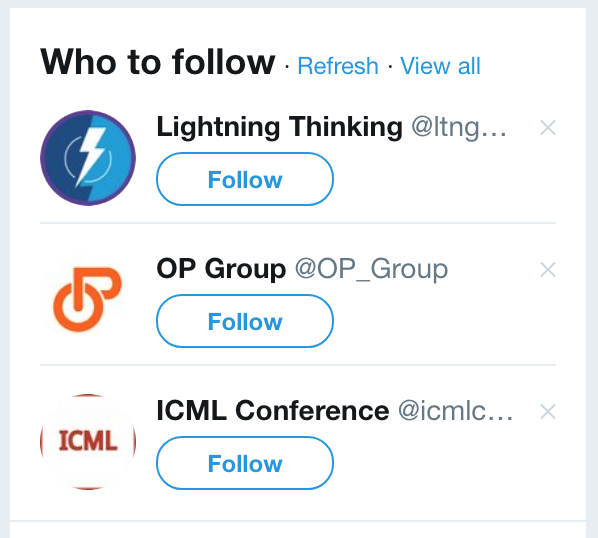 Who to follow · Refresh · View all
Lightning Thinking @ltng...
Follow
OP Group @OP_Group
Follow
ICML
ICML Conference @icmlc...
Follow